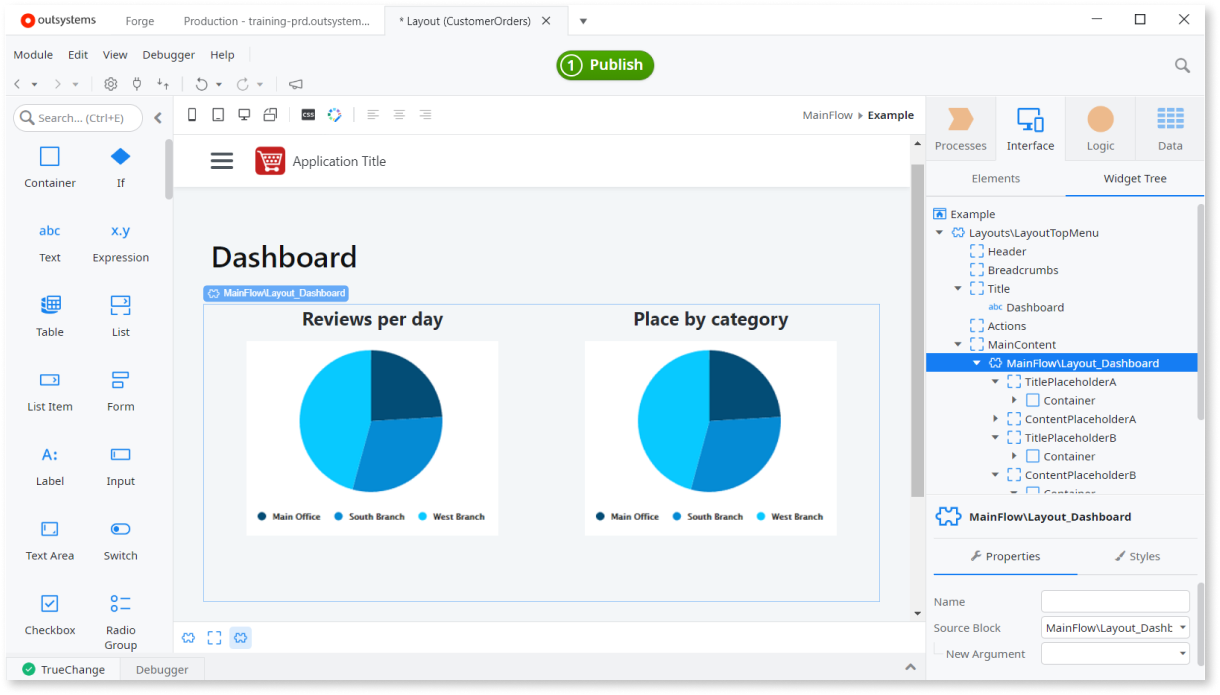 outsystems
Forge
Production - training-prd.outsystem...
* Layout (CustomerOrders)
Module Edit View Debugger Help
1 Publish
Search... (Ctrl+E)
css
MainFlow Example
Container If
abc x.y
Text Expression
Table List
List Item Form
A:
Label Input
Text Area Switch
Checkbox Radio
Group
Application Title
Dashboard
MainFlow\Layout_Dashboard
Reviews per day Place by category
Main Office South Branch West Branch
Main Office South Branch West Branch
TrueChange Debugger
Processes Interface Logic Data
Elements Widget Tree
Example
Layouts\LayoutTopMenu
Header
Breadcrumbs
Title
abc Dashboard
Actions
MainContent
MainFlow\Layout_Dashboard
TitlePlaceholderA
Container
ContentPlaceholderA
TitlePlaceholderB
Container
ContentPlaceholderB
Container
MainFlow\Layout_Dashboard
Properties Styles
Name
Source Block MainFlow\Layout_Dashb
New Argument